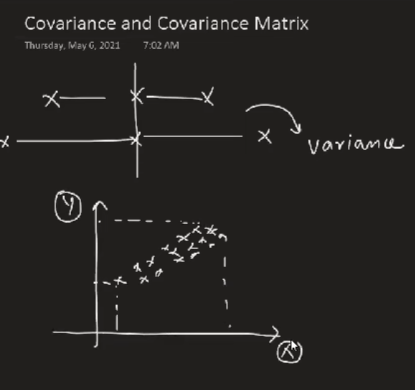 Covariance and Covariance Matrix
Thursday, May 6, 2021 7:02 AM
x x x
x x x variance
Y
X